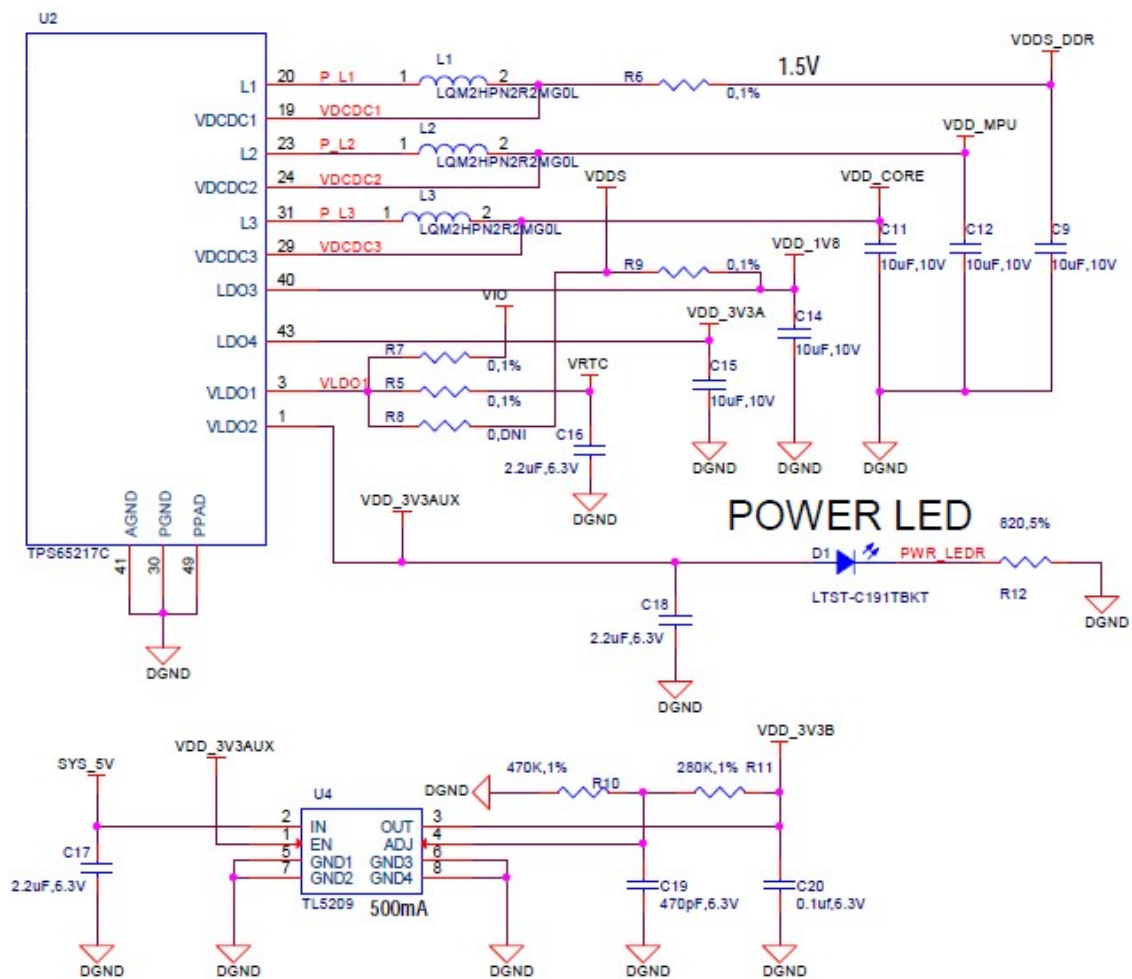 U2
VDDS_DDR
L1
1.5V
L1 20 P_L1 1 2 R6
LQM2HPN2R2MG0L 0,1%
VDCDC1 19 VDCDC1
L2 VDD_MPU
L2 23 P_L2 1 2
LQM2HPN2R2MG0L
VDCDC2 24 VDCDC2 VDDS VDD_CORE
L3
L3 31 P_L3 1 2
LQM2HPN2R2MG0L C11 C12 C9
VDCDC3 29 VDCDC3 VDD_1V8
R9 0,1% 10uF,10V 10uF,10V 10uF,10V
LDO3 40
VIO VDD_3V3A
C14
LDO4 43
10uF,10V
R7
0,1% VRTC C15
VLDO1 3 VLDO1 R5
0,1% 10uF,10V
R8
VLDO2 1 0,DNI C16
DGND DGND DGND
2.2uF,6.3V
DGND
VDD_3V3AUX
POWER LED
AGND PGND PPAD
820,5%
TPS65217C
41 30 49
D1 PWR_LEDR
LTST-C191TBKT R12
C18
DGND
2.2uF,6.3V
DGND
DGND
VDD_3V3B
VDD_3V3AUX
SYS_5V
470K,1% R10 280K,1% R11
DGND
U4
2 IN OUT 3
1 EN ADJ 4
5 GND1 GND3 6
7 GND2 GND4 8
C17
2.2uF,6.3V
TL5209 500mA
C19
470pF,6.3V
C20
0.1uf,6.3V
DGND DGND DGND DGND DGND